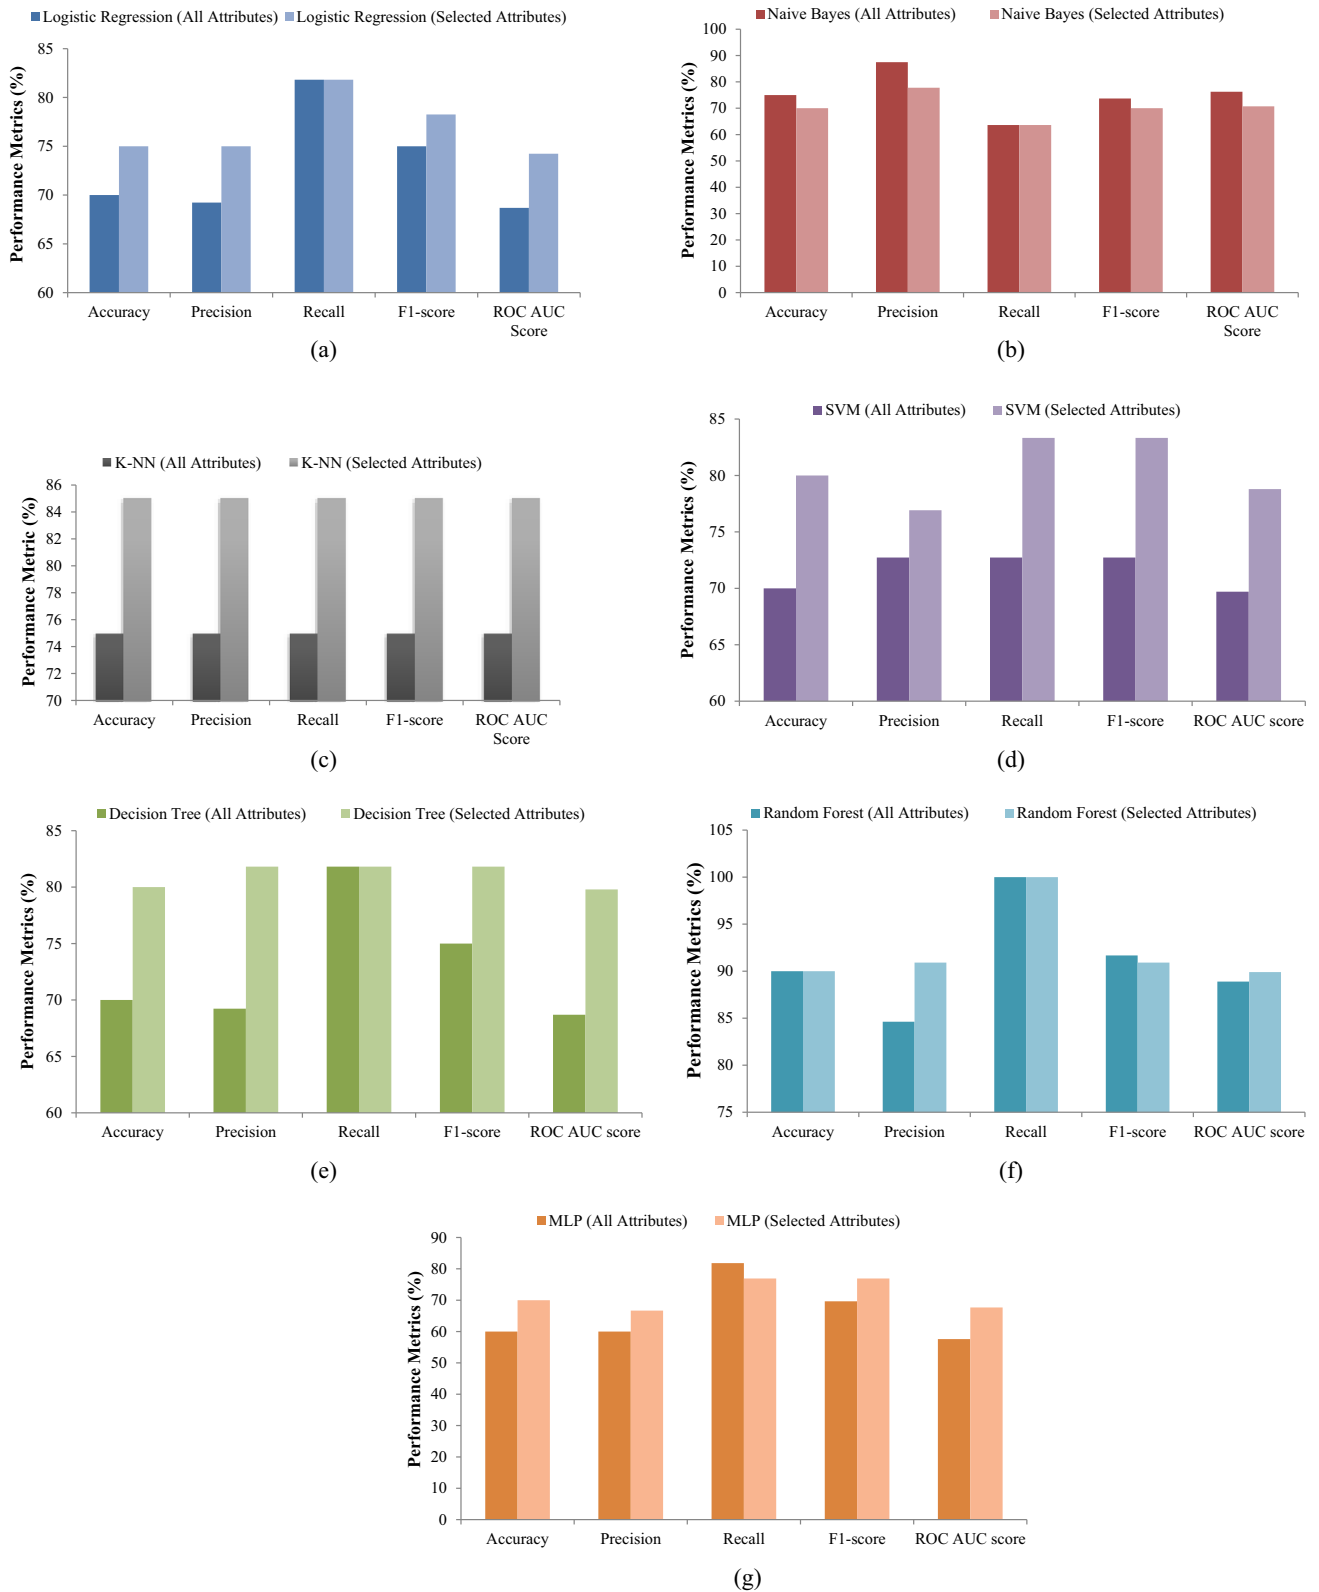 Logistic Regression (All Attributes) Logistic Regression (Selected Attributes)
Performance Metrics (%)
85
80
75
70
65
60
Accuracy Precision Recall F1-score ROC AUC
Score
(a)
Naive Bayes (All Attributes) Naive Bayes (Selected Attributes)
Performance Metrics (%)
100
90
80
70
60
50
40
30
20
10
0
Accuracy Precision Recall F1-score ROC AUC
Score
(b)
K-NN (All Attributes) K-NN (Selected Attributes)
Performance Metric (%)
86
84
82
80
78
76
74
72
70
Accuracy Precision Recall F1-score ROC AUC
Score
(c)
SVM (All Attributes) SVM (Selected Attributes)
Performance Metrics (%)
85
80
75
70
65
60
Accuracy Precision Recall F1-score ROC AUC score
(d)
Decision Tree (All Attributes) Decision Tree (Selected Attributes)
Performance Metrics (%)
85
80
75
70
65
60
Accuracy Precision Recall F1-score ROC AUC score
(e)
Random Forest (All Attributes) Random Forest (Selected Attributes)
Performance Metrics (%)
105
100
95
90
85
80
75
Accuracy Precision Recall F1-score ROC AUC score
(f)
MLP (All Attributes) MLP (Selected Attributes)
Performance Metrics (%)
90
80
70
60
50
40
30
20
10
0
Accuracy Precision Recall F1-score ROC AUC score
(g)